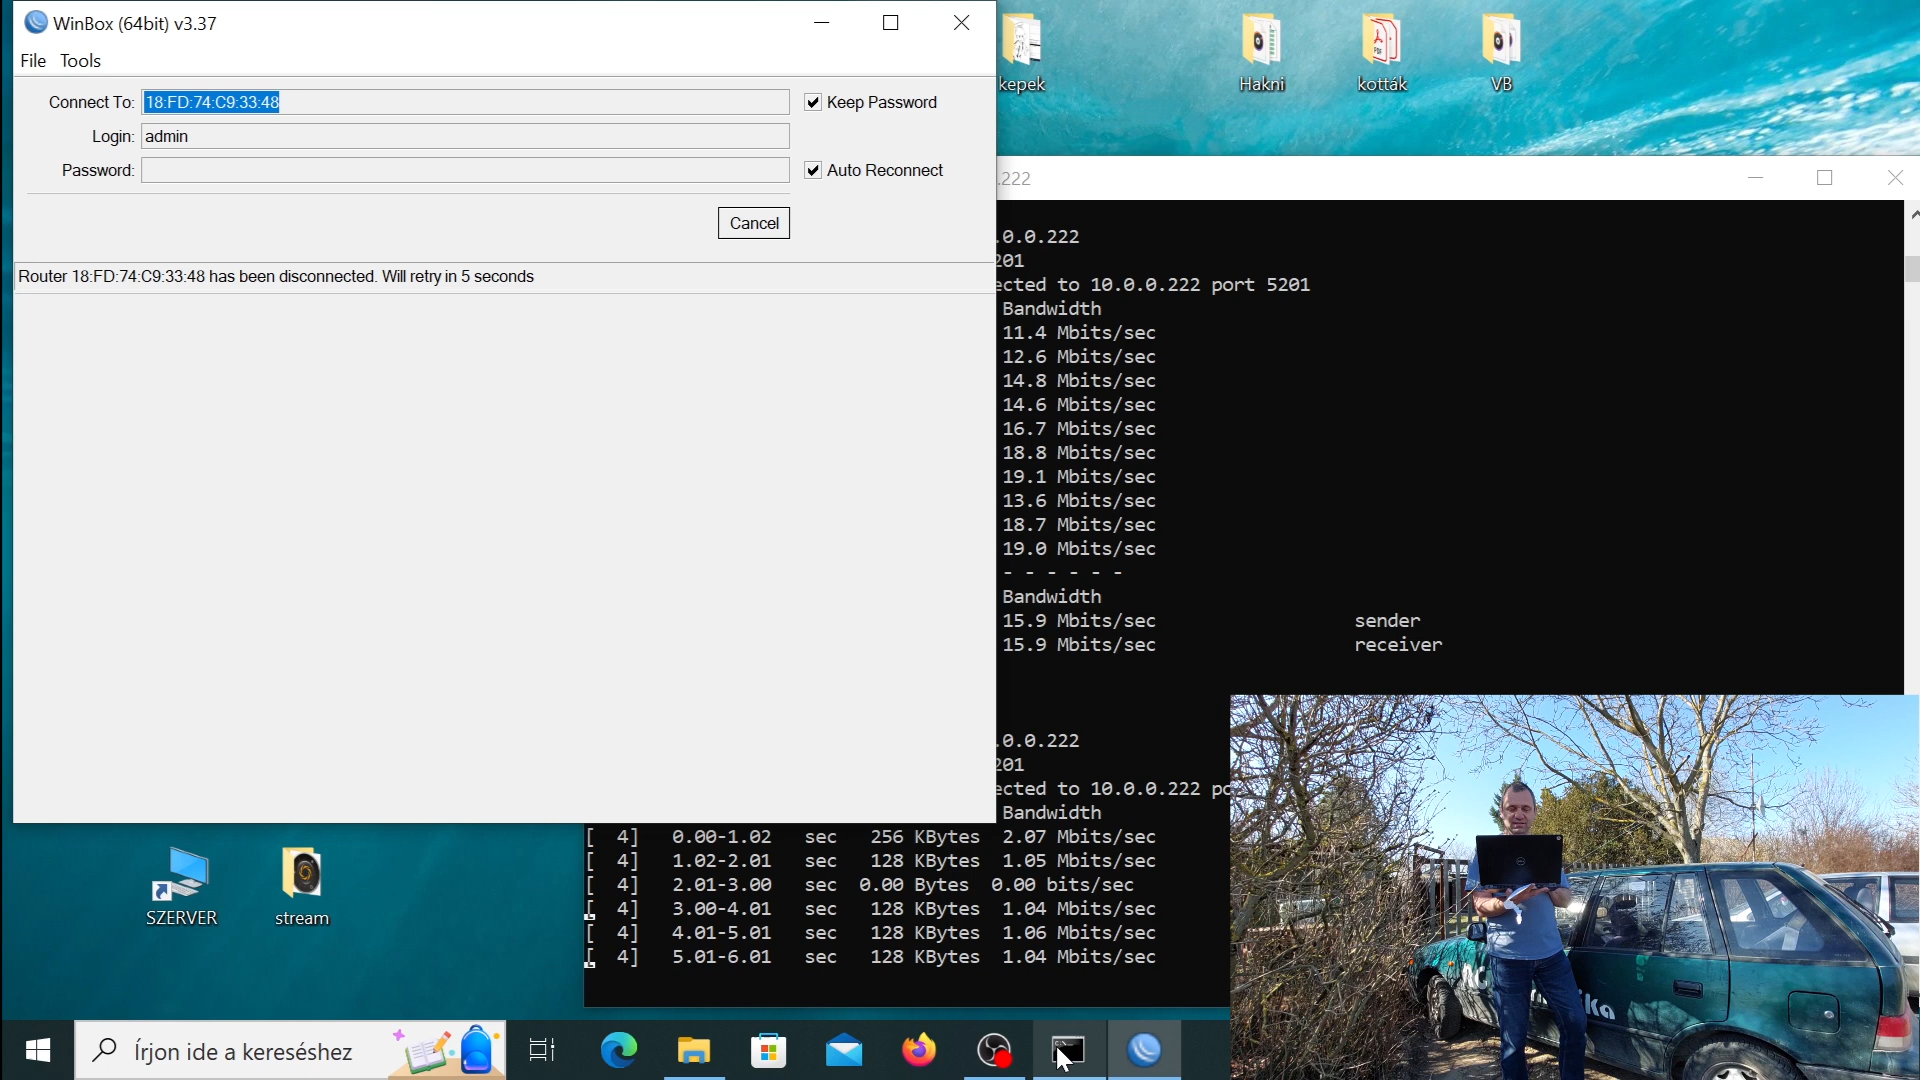 WinBox (64bit) v3.37
File Tools
Connect To: 18:FD:74:C9:33:48
Keep Password
Login: admin
Password:
Auto Reconnect
Cancel
Router 18:FD:74:C9:33:48 has been disconnected. Will retry in 5 seconds
kepek
Hakni
kották
VB
.222
.0.0.222
201
ected to 10.0.0.222 port 5201
Bandwidth
11.4 Mbits/sec
12.6 Mbits/sec
14.8 Mbits/sec
14.6 Mbits/sec
16.7 Mbits/sec
18.8 Mbits/sec
19.1 Mbits/sec
13.6 Mbits/sec
18.7 Mbits/sec
19.0 Mbits/sec
- - - - - -
Bandwidth
15.9 Mbits/sec sender
15.9 Mbits/sec receiver
.0.0.222
201
ected to 10.0.0.222 po
Bandwidth
[ 4] 0.00-1.02 sec 256 KBytes 2.07 Mbits/sec
[ 4] 1.02-2.01 sec 128 KBytes 1.05 Mbits/sec
[ 4] 2.01-3.00 sec 0.00 Bytes 0.00 bits/sec
[ 4] 3.00-4.01 sec 128 KBytes 1.04 Mbits/sec
[ 4] 4.01-5.01 sec 128 KBytes 1.06 Mbits/sec
[ 4] 5.01-6.01 sec 128 KBytes 1.04 Mbits/sec
SZERVER
stream
Írjon ide a kereséshez